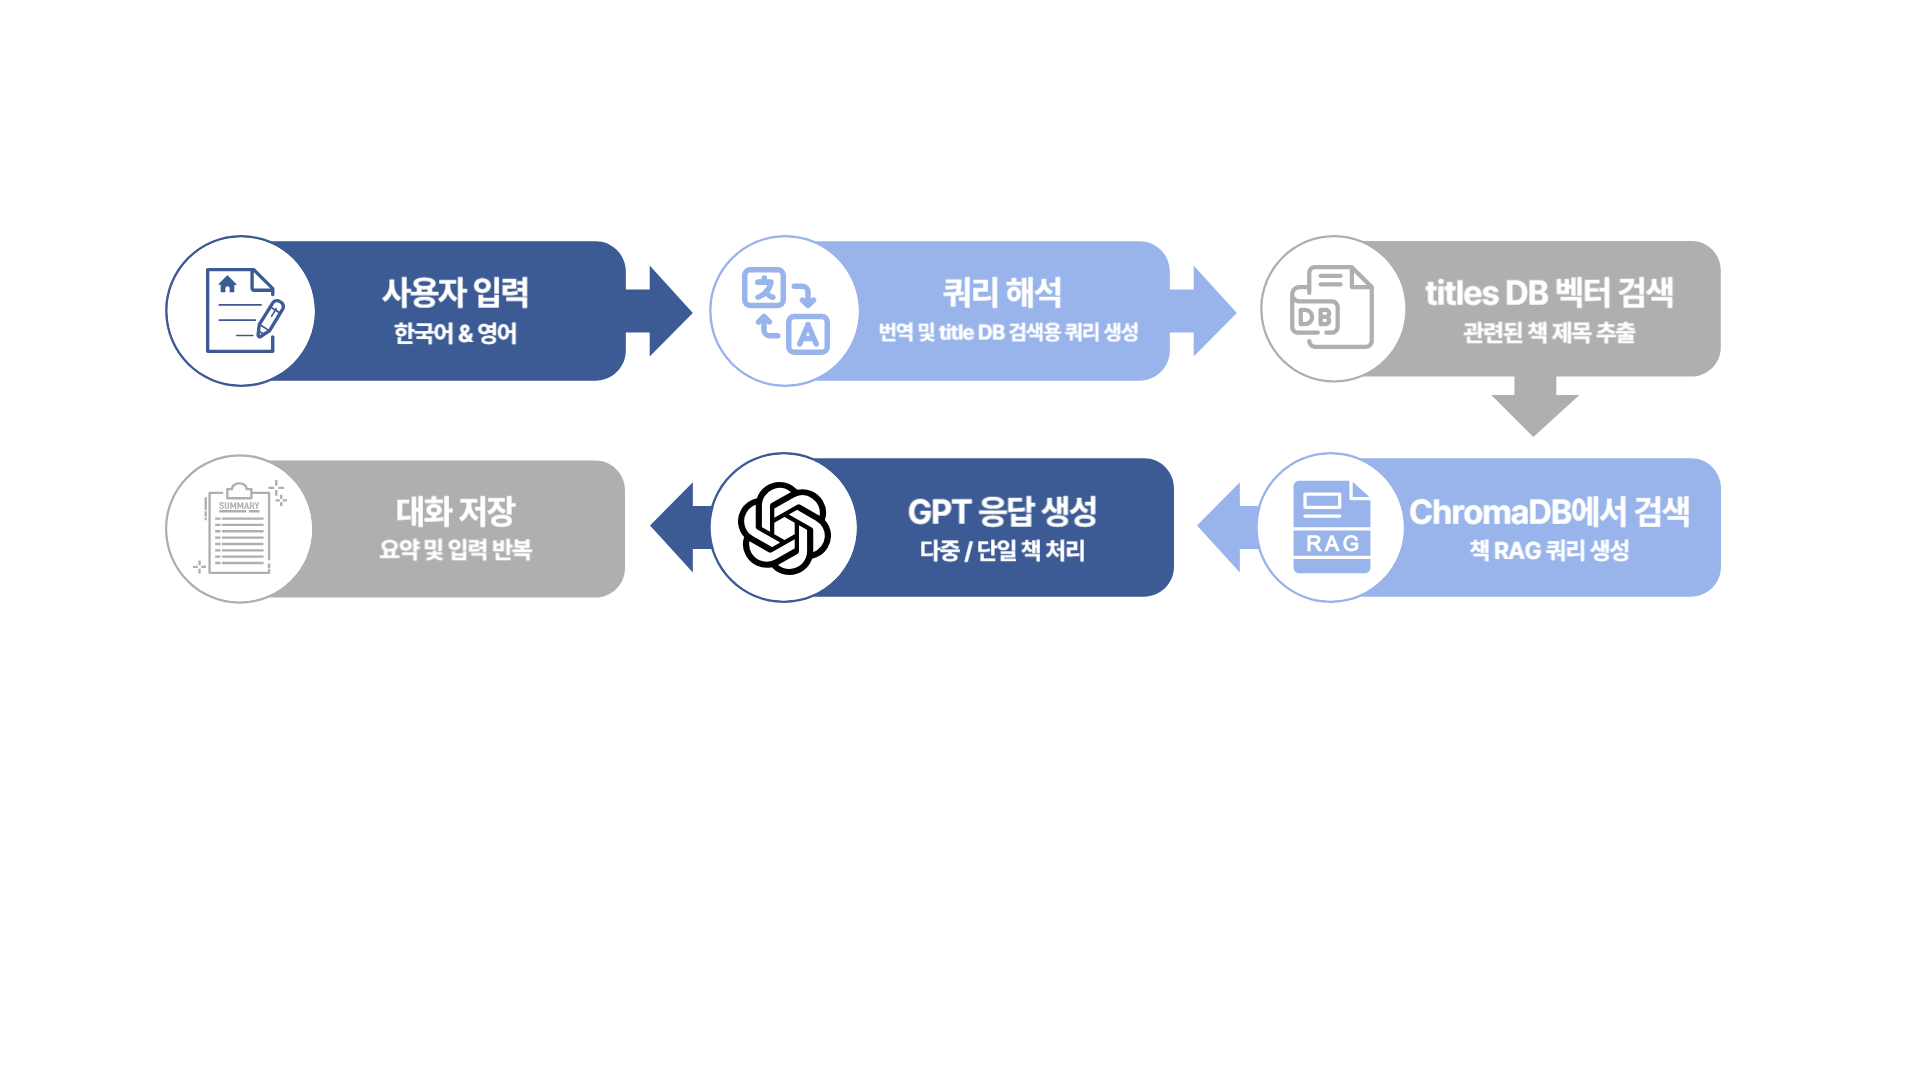 사용자 입력
한국어 & 영어
쿼리 해석
번역 및 title DB 검색용 쿼리 생성
A
titles DB 벡터 검색
관련된 책 제목 추출
DB
ChromaDB에서 검색
책 RAG 쿼리 생성
RAG
GPT 응답 생성
다중 / 단일 책 처리
대화 저장
요약 및 입력 반복
SUMMARY